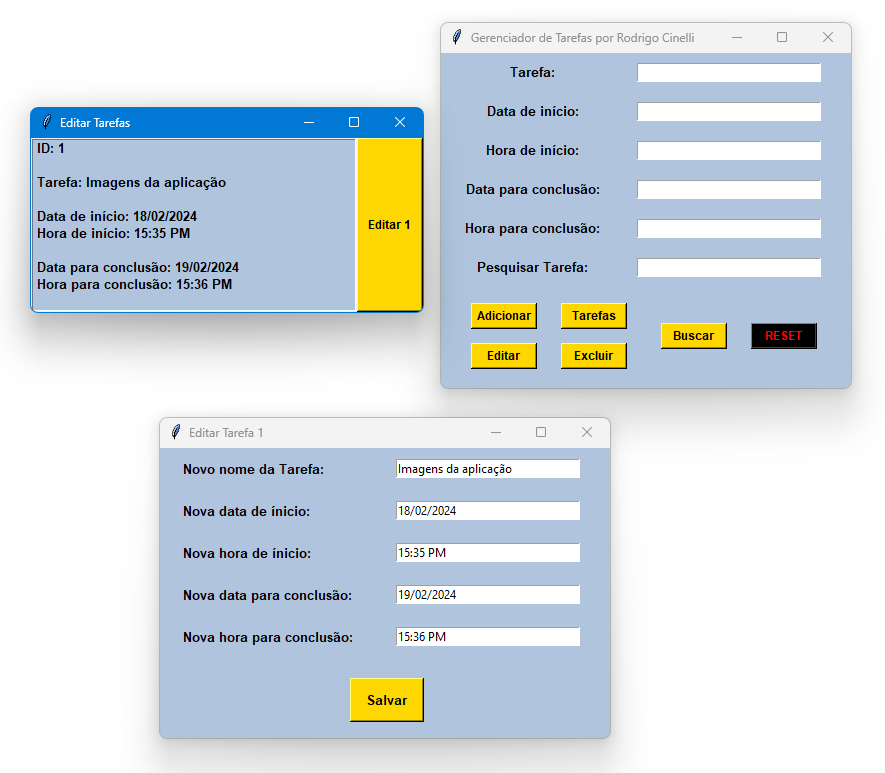 Gerenciador de Tarefas por Rodrigo Cinelli
Tarefa:
Data de início:
Hora de início:
Data para conclusão:
Hora para conclusão:
Pesquisar Tarefa:
Adicionar
Tarefas
Buscar
RESET
Editar
Excluir
Editar Tarefas
ID: 1
Tarefa: Imagens da aplicação
Data de início: 18/02/2024
Hora de início: 15:35 PM
Data para conclusão: 19/02/2024
Hora para conclusão: 15:36 PM
Editar 1
Editar Tarefa 1
Novo nome da Tarefa: Imagens da aplicação
Nova data de ínicio: 18/02/2024
Nova hora de ínicio: 15:35 PM
Nova data para conclusão: 19/02/2024
Nova hora para conclusão: 15:36 PM
Salvar